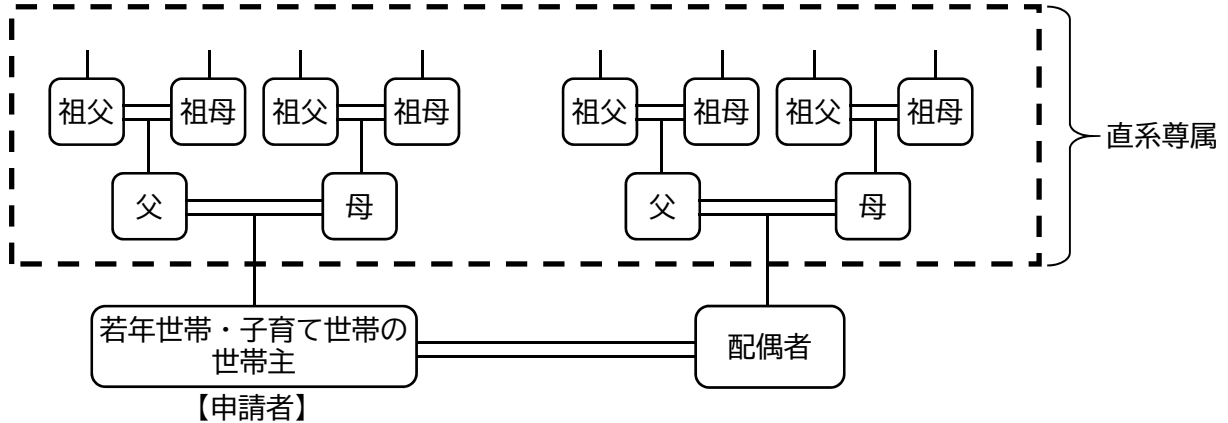 祖父 祖母 祖父 祖母 祖父 祖母 祖父 祖母
直系尊属
父 母 父 母
若年世帯・子育て世帯の
世帯主
配偶者
【申請者】